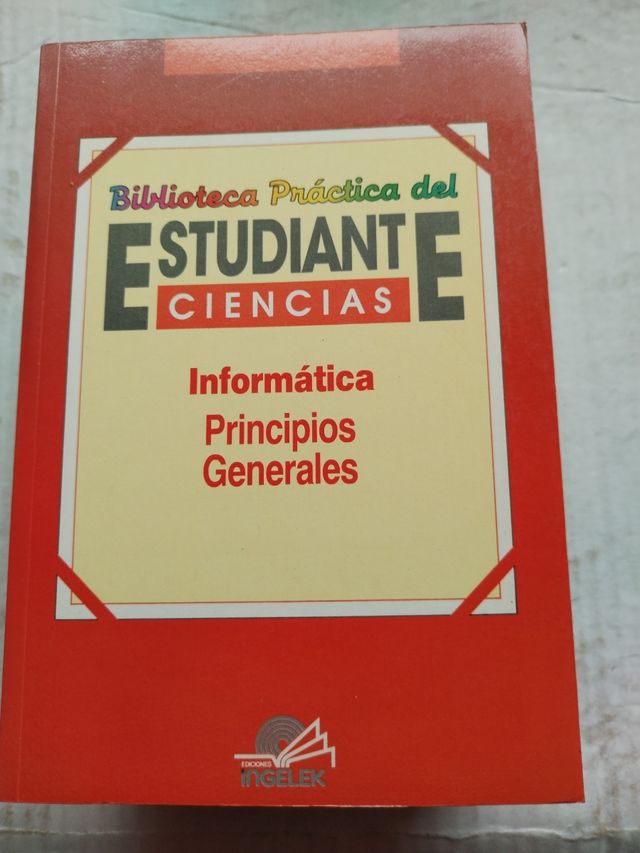 Biblioteca Práctica del
ESTUDIANTE
CIENCIAS
Informática
Principios
Generales
EDICIONES
INGELEK